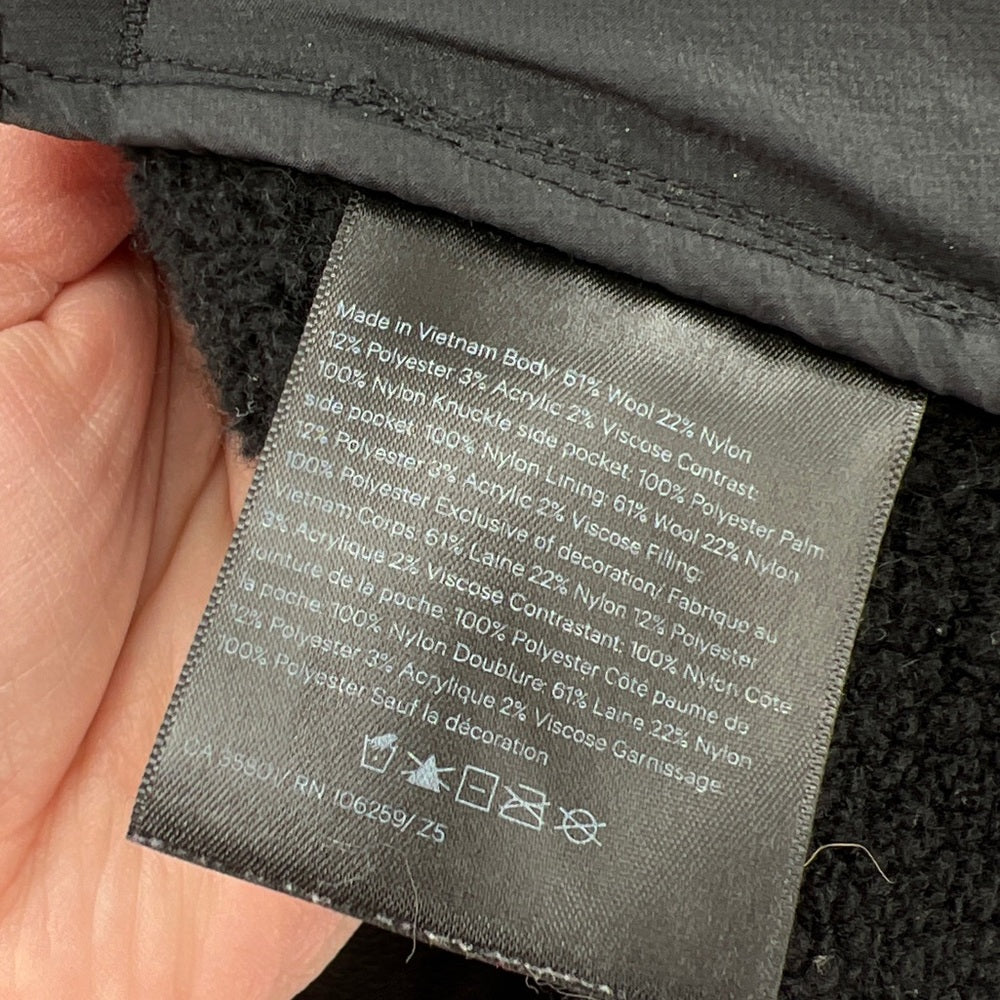 Made in Vietnam Body: 61% Wool 22% Nylon
12% Polyester 3% Acrylic 2% Viscose Contrast:
100% Nylon Knuckle side pocket: 100% Polyester Palm
side pocket: 100% Nylon Lining: 61% Wool 22% Nylon
12% Polyester 3% Acrylic 2% Viscose Filling:
100% Polyester Exclusive of decoration/ Fabriqué au
Vietnam Corps: 61% Laine 22% Nylon 12% Polyester
3% Acrylique 2% Viscose Contrastant: 100% Nylon Côté
jointure de la poche: 100% Polyester Côté paume de
la poche: 100% Nylon Doublure: 61% Laine 22% Nylon
12% Polyester 3% Acrylique 2% Viscose Garnissage:
100% Polyester Sauf la décoration
RN 106259/ Z5